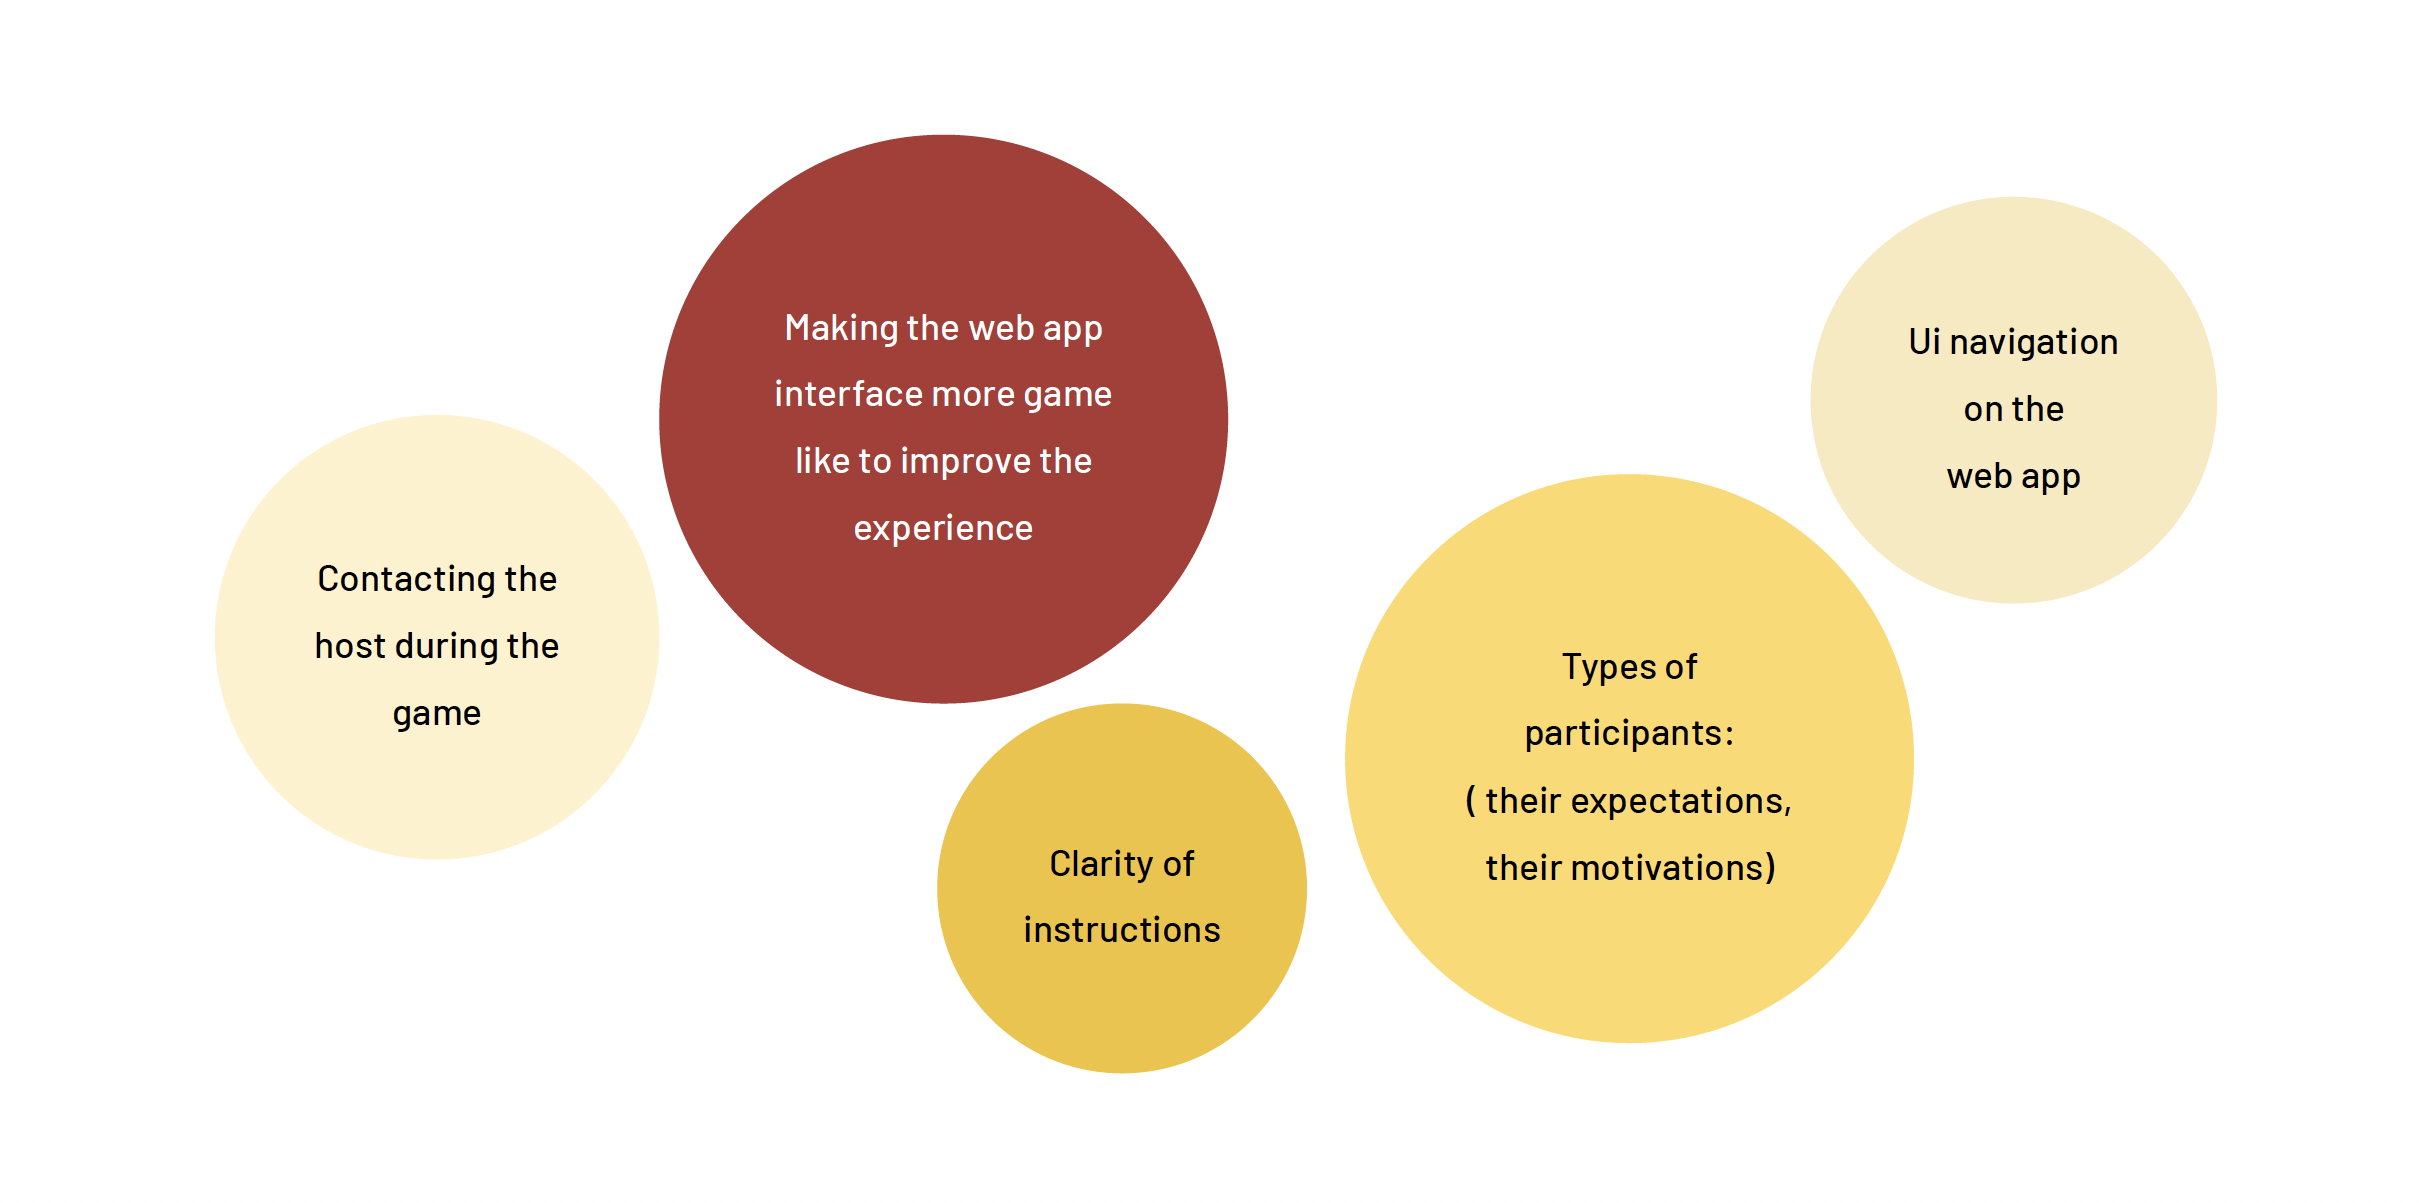 Making the web app
interface more game
like to improve the
experience
Contacting the
host during the
game
Clarity of
instructions
Types of
participants:
( their expectations,
their motivations)
Ui navigation
on the
web app